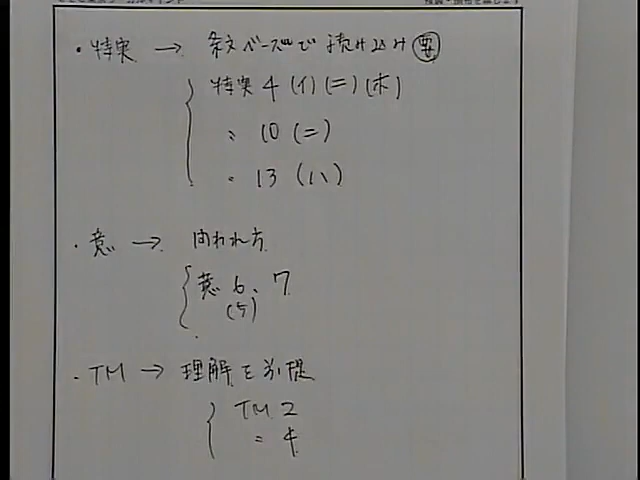 ・特実 → 条文ベースで読み込み 要
特実 4 (イ)(ニ)(ホ)
〃 10 (ニ)
〃 13 (ハ)
・意 → 問われ方
意 6、7
(ラ)
・TM → 理解を前提
TM 2
〃 4